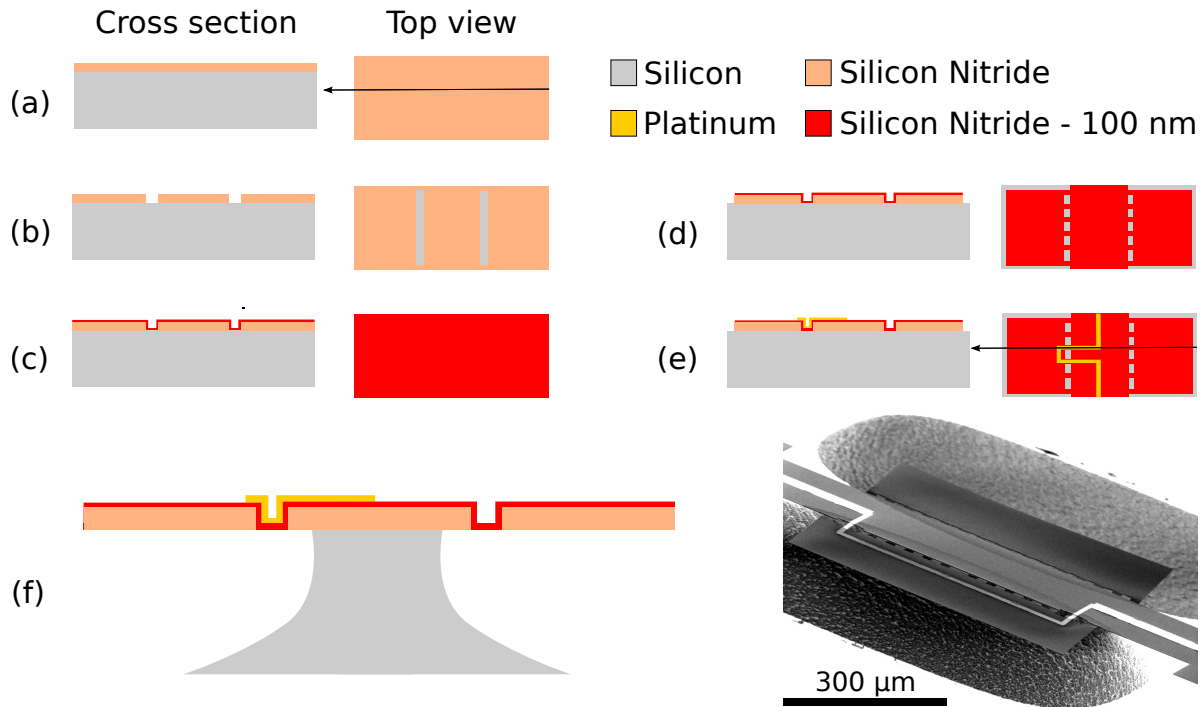 Cross section
Top view
Silicon
Silicon Nitride
Platinum
Silicon Nitride - 100 nm
(a)
(b)
(c)
(d)
(e)
(f)
300 μm